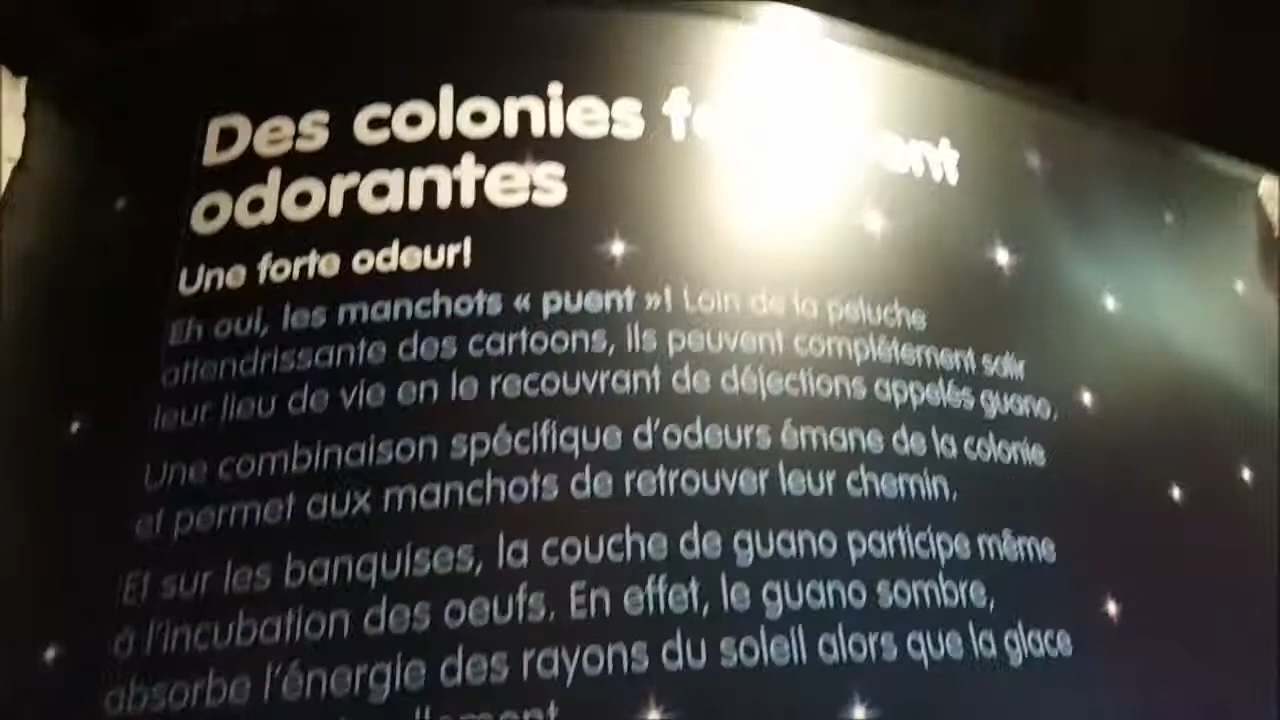 Des colonies
odorantes
Une forte odeur!
Eh oui, les manchots « puent »! Loin de la peluche
attendrissante des cartoons, ils peuvent complètement salir
leur lieu de vie en le recouvrant de déjections appelés guano.
Une combinaison spécifique d'odeurs émane de la colonie
et permet aux manchots de retrouver leur chemin.
Et sur les banquises, la couche de guano participe même
à l'incubation des oeufs. En effet, le guano sombre,
absorbe l'énergie des rayons du soleil alors que la glace